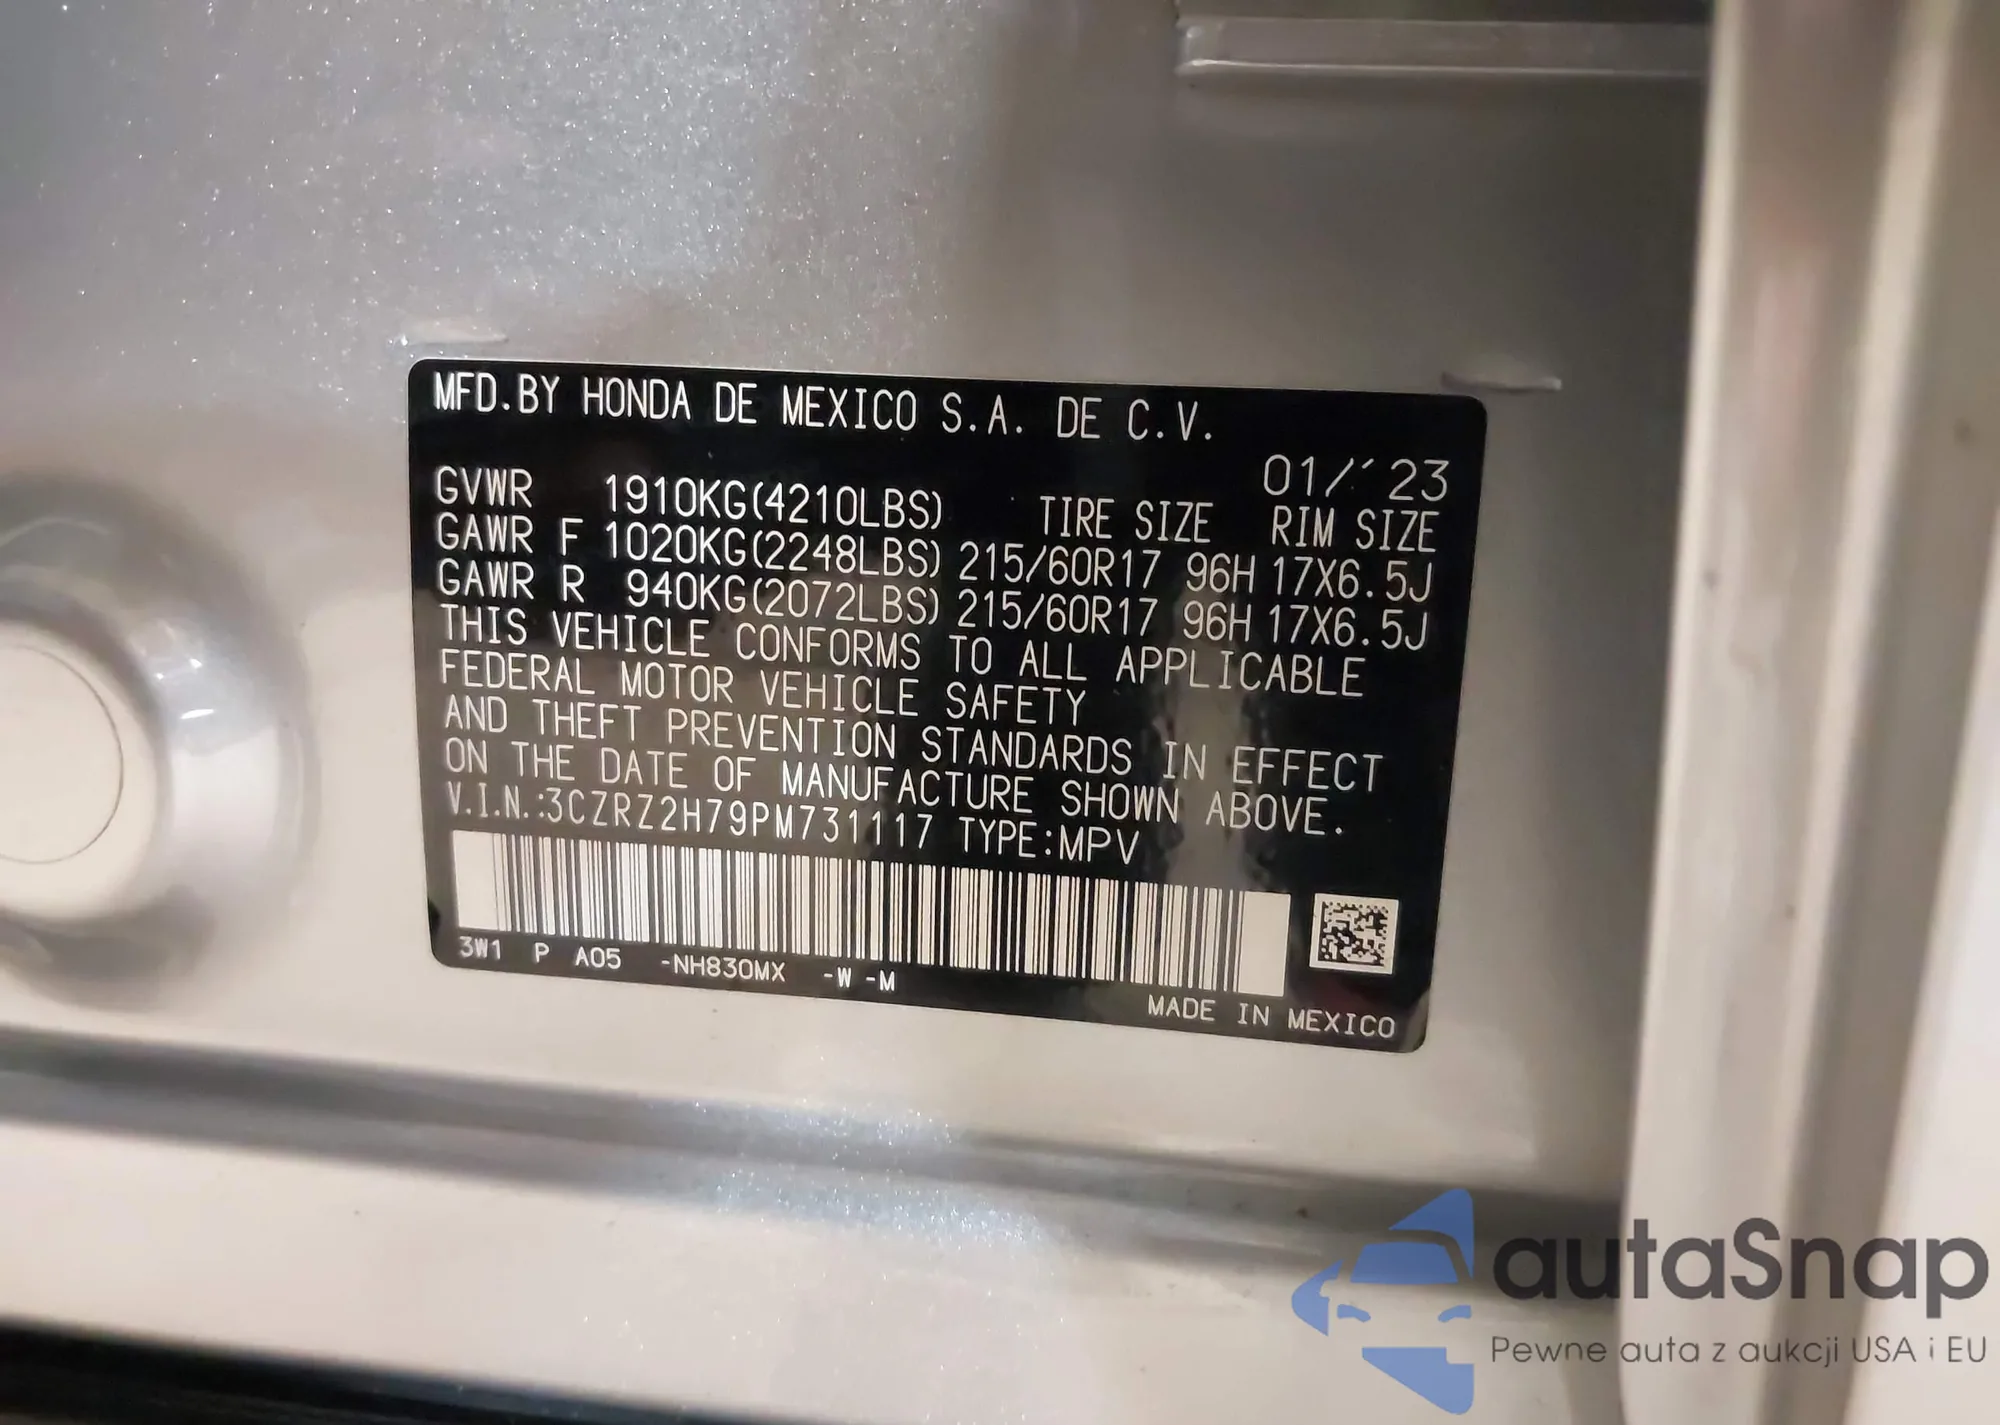 MFD.BY HONDA DE MEXICO S.A. DE C.V.
01/'23
GVWR 1910KG(4210LBS) TIRE SIZE RIM SIZE
GAWR F 1020KG(2248LBS) 215/60R17 96H 17X6.5J
GAWR R 940KG(2072LBS) 215/60R17 96H 17X6.5J
THIS VEHICLE CONFORMS TO ALL APPLICABLE
FEDERAL MOTOR VEHICLE SAFETY
AND THEFT PREVENTION STANDARDS IN EFFECT
ON THE DATE OF MANUFACTURE SHOWN ABOVE.
V.I.N.:3CZRZ2H79PM731117 TYPE:MPV
3W1 P A05 -NH830MX -W -M
MADE IN MEXICO
autaSnap
Pewne auta z aukcji USA i EU